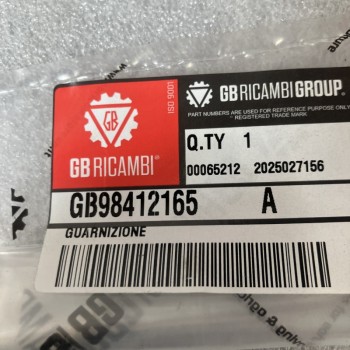 GB RICAMBI GROUP®
PART NUMBERS ARE USED FOR REFERENCE PURPOSE ONLY
* REGISTERED TRADE MARK
ISO 9001
GB
GB RICAMBI®
Q.TY 1
00065212 2025027156
GB98412165 A
GUARNIZIONE